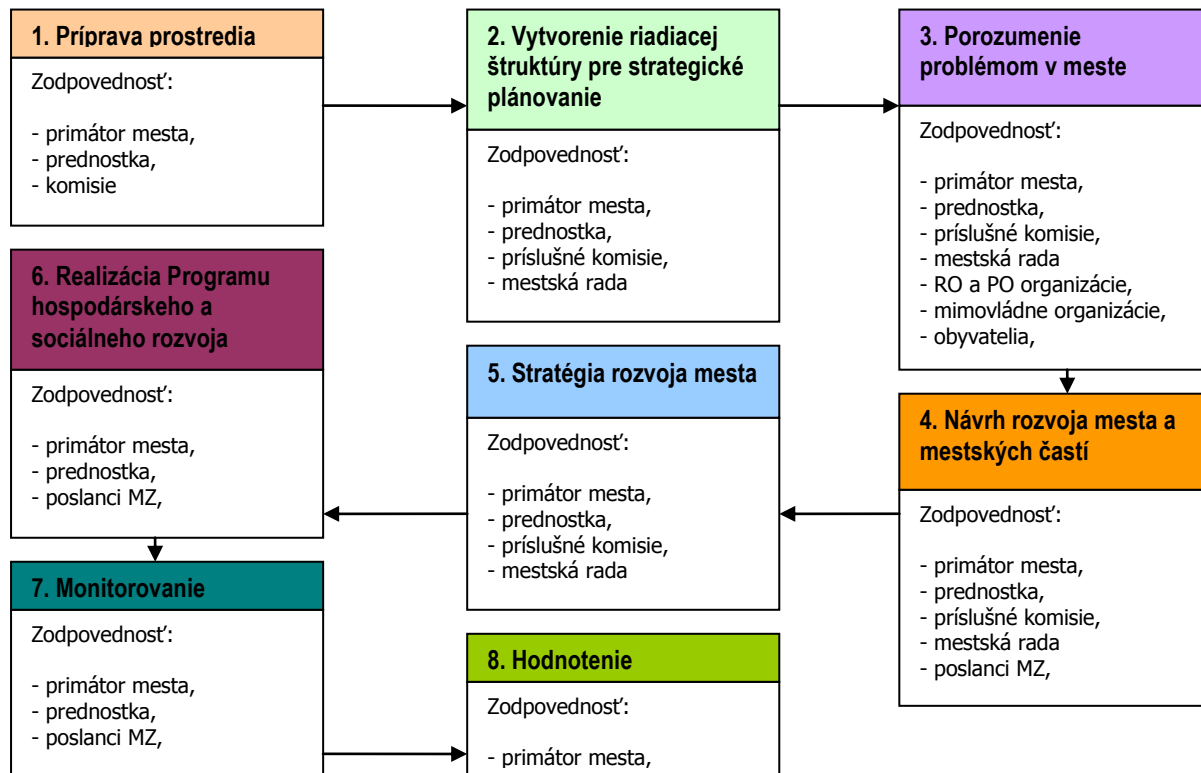 1. Príprava prostredia
Zodpovednosť:
- primátor mesta,
- prednostka,
- komisie
2. Vytvorenie riadiacej
štruktúry pre strategické
plánovanie
Zodpovednosť:
- primátor mesta,
- prednostka,
- príslušné komisie,
- mestská rada
3. Porozumenie
problémom v meste
Zodpovednosť:
- primátor mesta,
- prednostka,
- príslušné komisie,
- mestská rada
- RO a PO organizácie,
- mimovládne organizácie,
- obyvatelia,
4. Návrh rozvoja mesta a
mestských častí
Zodpovednosť:
- primátor mesta,
- prednostka,
- príslušné komisie,
- mestská rada
- poslanci MZ,
5. Stratégia rozvoja mesta
Zodpovednosť:
- primátor mesta,
- prednostka,
- príslušné komisie,
- mestská rada
6. Realizácia Programu
hospodárskeho a
sociálneho rozvoja
Zodpovednosť:
- primátor mesta,
- prednostka,
- poslanci MZ,
7. Monitorovanie
Zodpovednosť:
- primátor mesta,
- prednostka,
- poslanci MZ,
8. Hodnotenie
Zodpovednosť:
- primátor mesta,